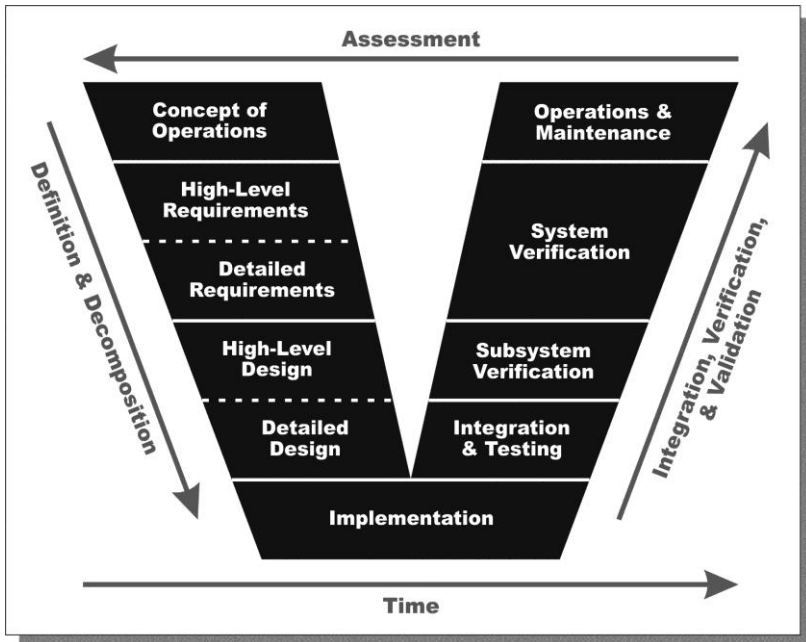 Assessment
Concept of
Operations
High-Level
Requirements
Detailed
Requirements
High-Level
Design
Detailed
Design
Implementation
Operations &
Maintenance
System
Verification
Subsystem
Verification
Integration
& Testing
Definition & Decomposition
Integration, Verification,
& Validation
Time